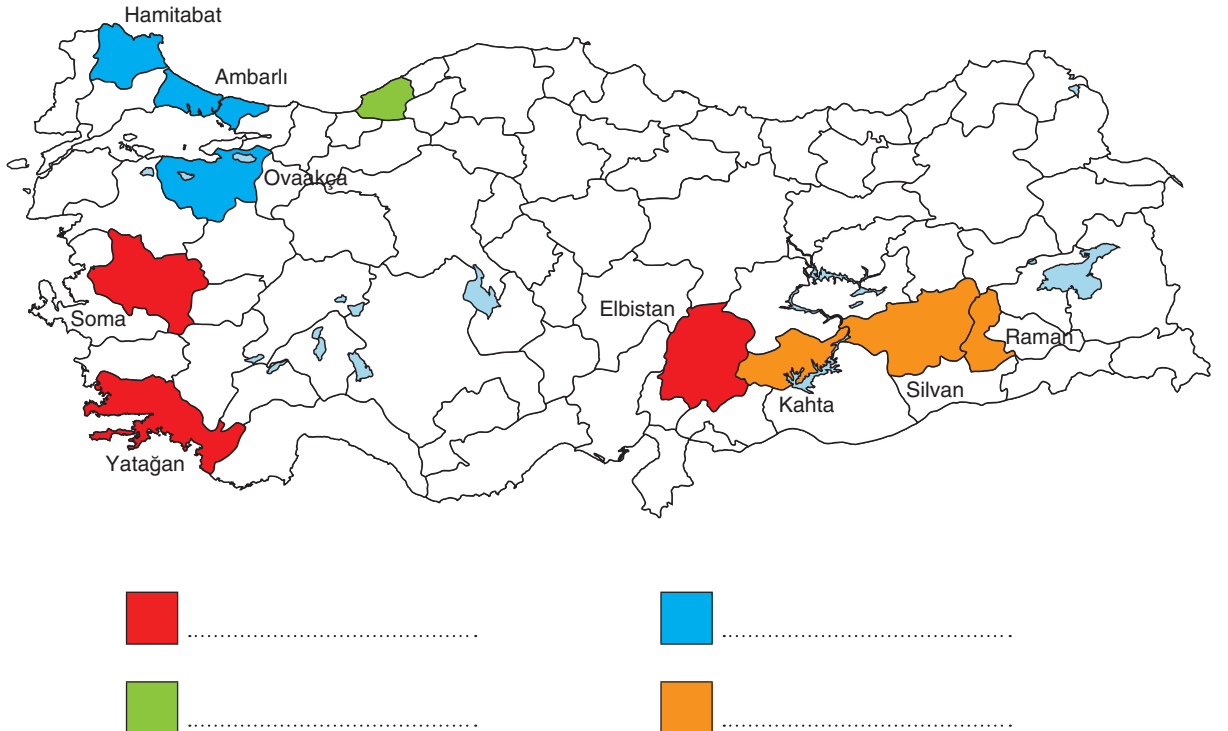 Hamitabat
Ambarlı
Ovaakça
Elbistan
Soma
Raman
Silvan
Kahta
Yatağan